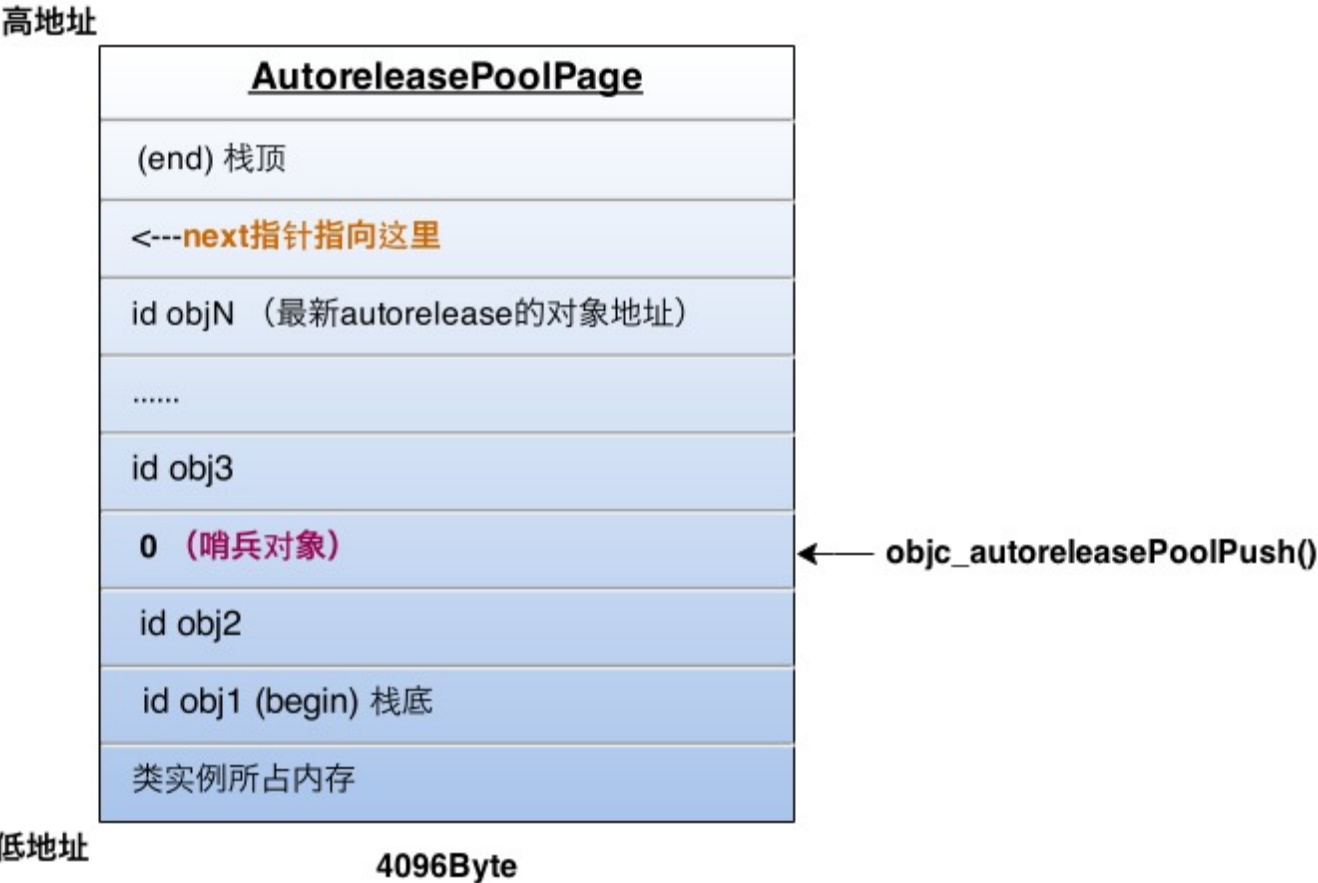 高地址
AutoreleasePoolPage
(end) 栈顶
<---next指针指向这里
id objN （最新autorelease的对象地址）
......
id obj3
0 （哨兵对象）
objc_autoreleasePoolPush()
id obj2
id obj1 (begin) 栈底
类实例所占内存
低地址
4096Byte